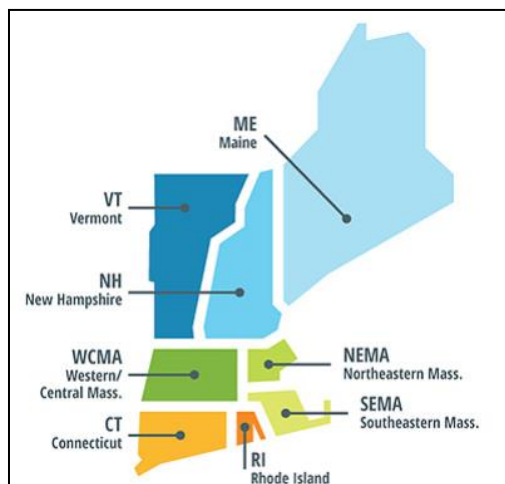 ME
Maine
VT
Vermont
NH
New Hampshire
WCMA
Western/
Central Mass.
NEMA
Northeastern Mass.
SEMA
Southeastern Mass.
CT
Connecticut
RI
Rhode Island